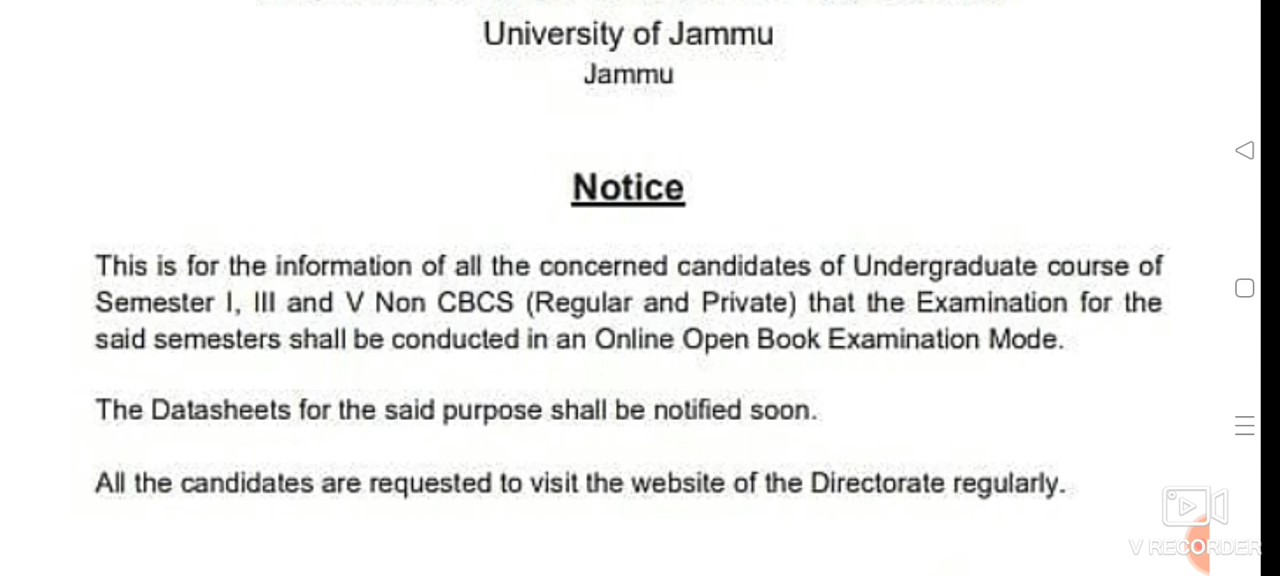 University of Jammu
Jammu
Notice
This is for the information of all the concerned candidates of Undergraduate course of
Semester I, III and V Non CBCS (Regular and Private) that the Examination for the
said semesters shall be conducted in an Online Open Book Examination Mode.
The Datasheets for the said purpose shall be notified soon.
All the candidates are requested to visit the website of the Directorate regularly.
V RECORDER